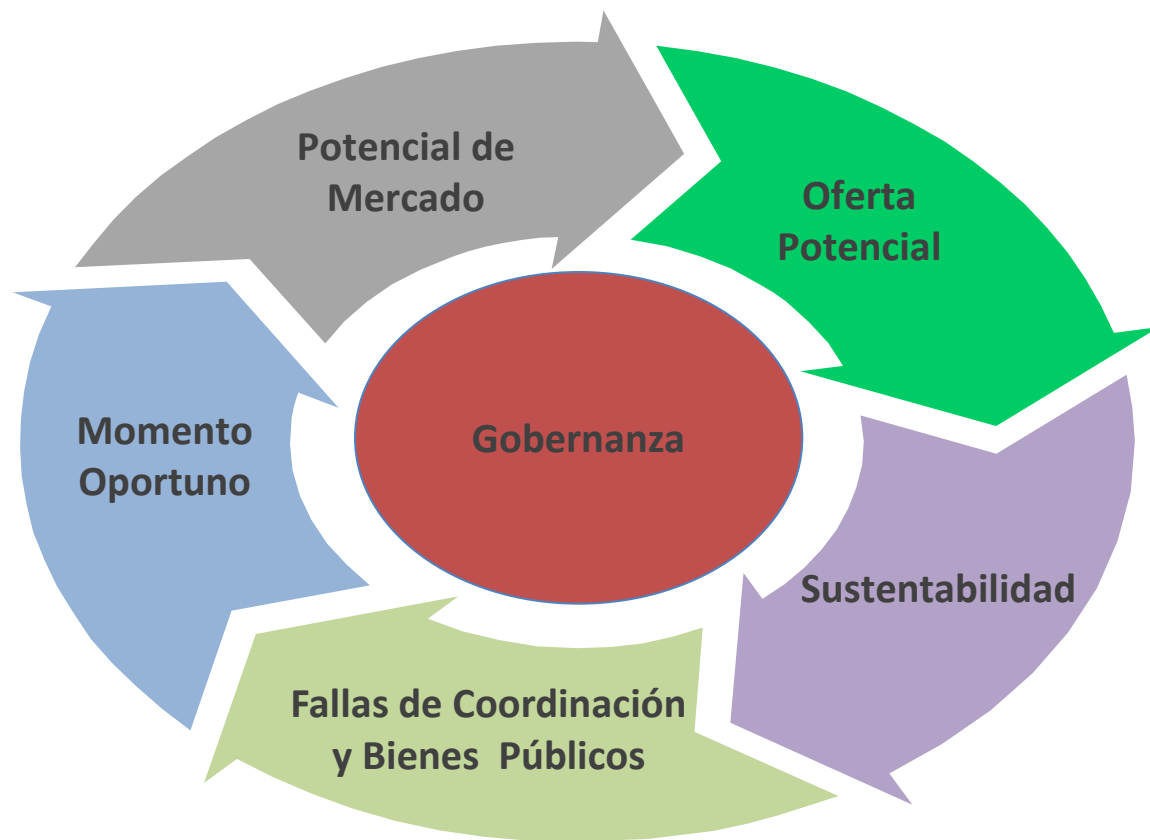 Potencial de
Mercado
Oferta
Potencial
Sustentabilidad
Fallas de Coordinación
y Bienes  Públicos
Momento
Oportuno
Gobernanza